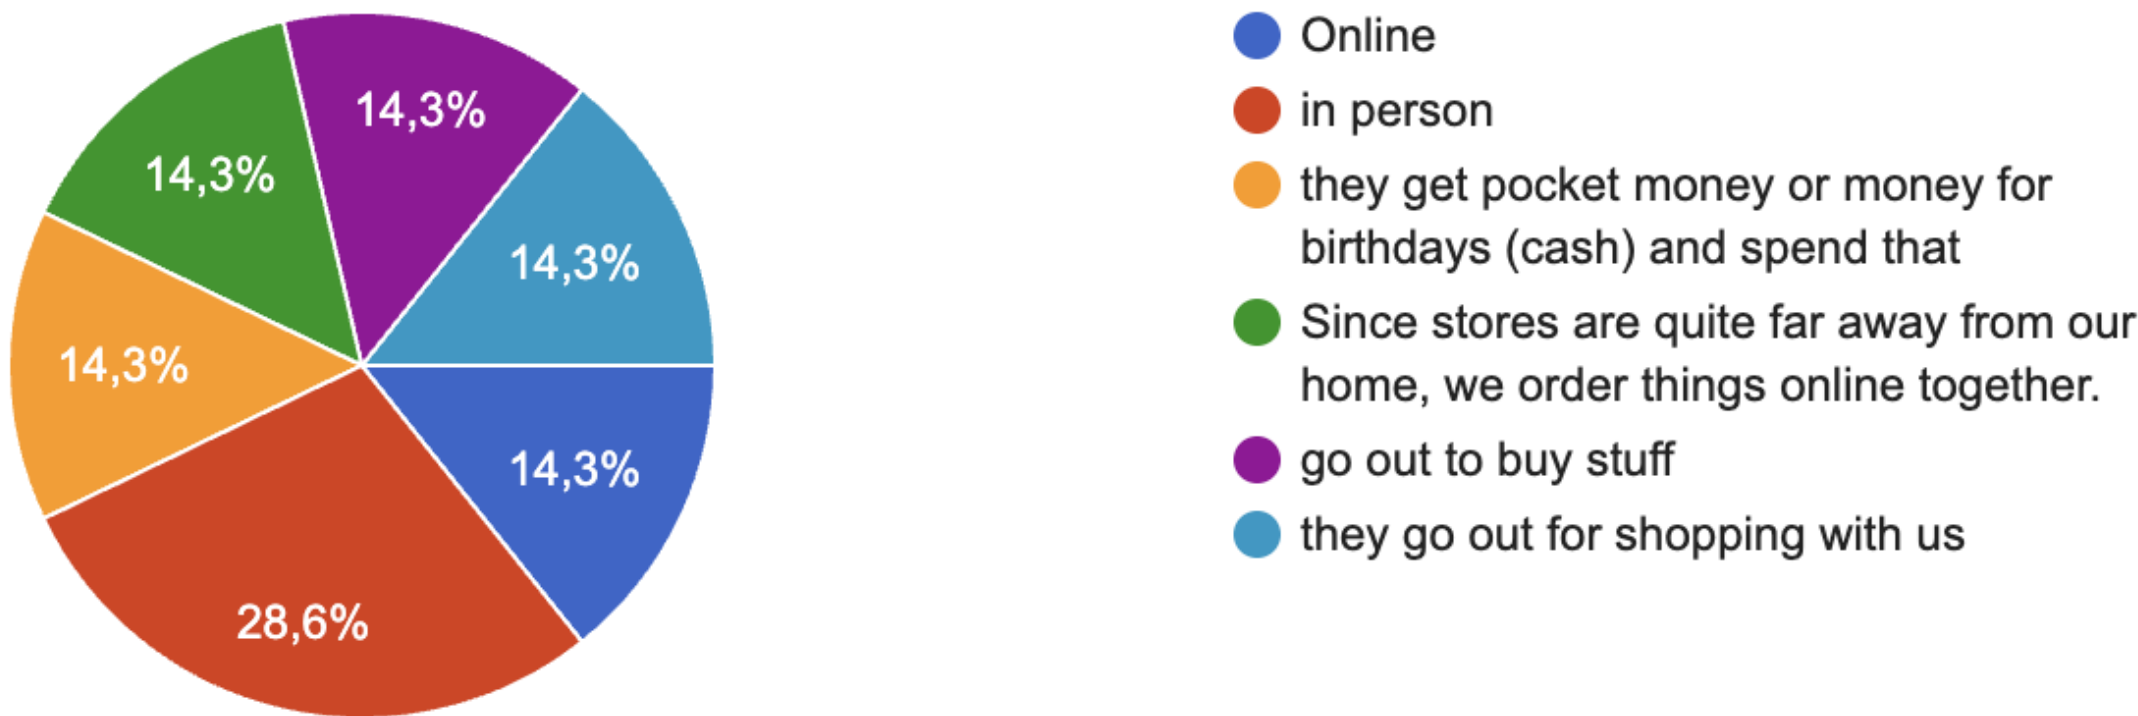 14,3%
14,3%
14,3%
14,3%
14,3%
28,6%
Online
in person
they get pocket money or money for
birthdays (cash) and spend that
Since stores are quite far away from our
home, we order things online together.
go out to buy stuff
they go out for shopping with us